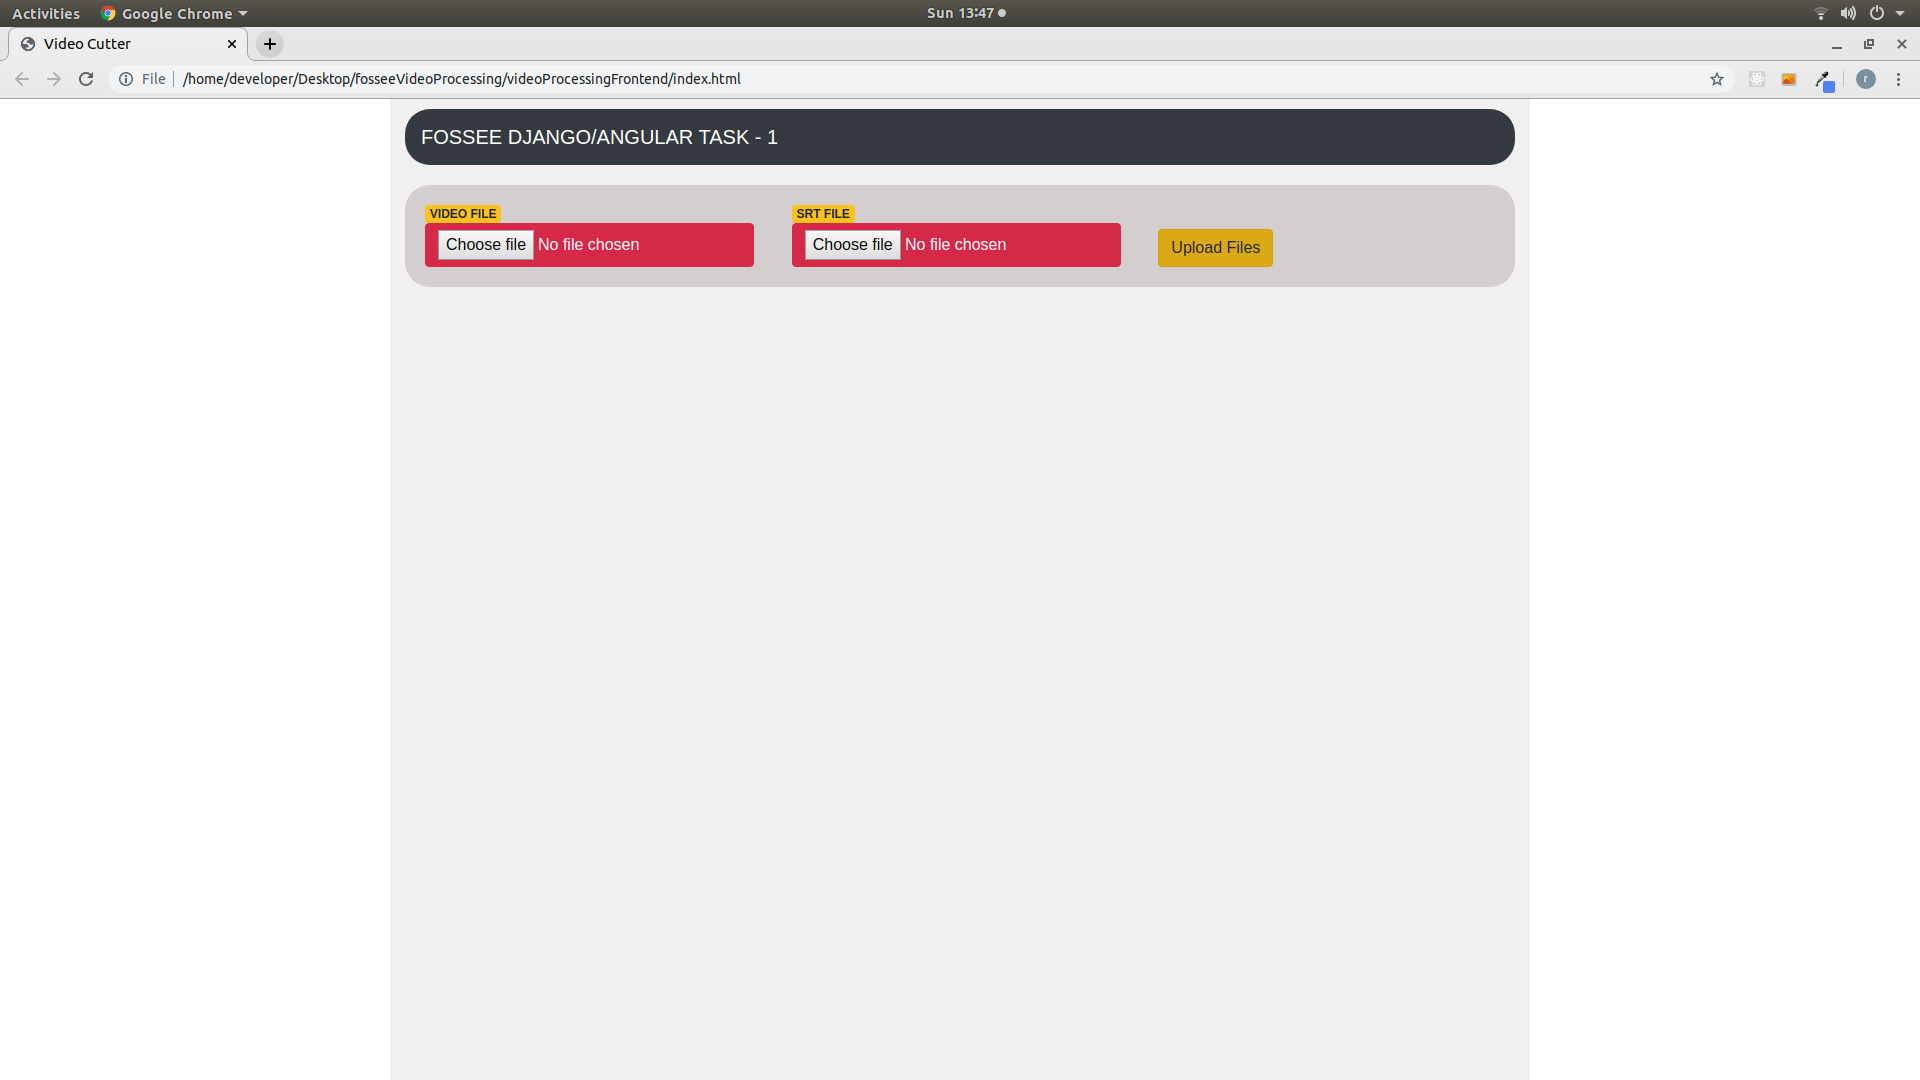 Activities Google Chrome Sun 13:47
Video Cutter
File /home/developer/Desktop/fosseeVideoProcessing/videoProcessingFrontend/index.html r
FOSSEE DJANGO/ANGULAR TASK - 1
VIDEO FILE SRT FILE
Choose file No file chosen Choose file No file chosen Upload Files